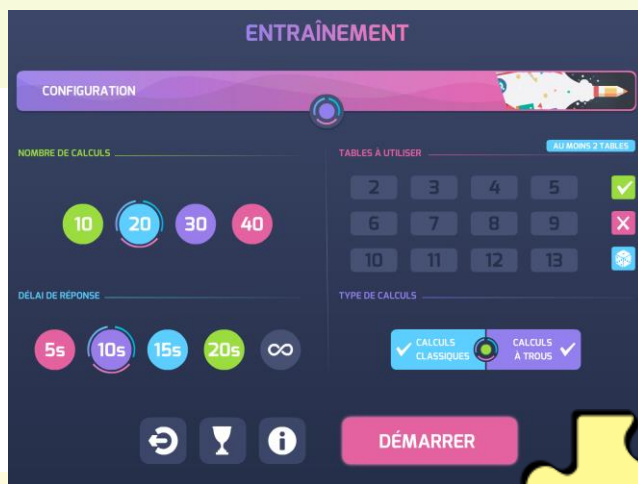 ENTRAÎNEMENT
CONFIGURATION
NOMBRE DE CALCULS
10 20 30 40
TABLES À UTILISER
AU MOINS 2 TABLES
2 3 4 5
6 7 8 9
10 11 12 13
DÉLAI DE RÉPONSE
5s 10s 15s 20s ∞
TYPE DE CALCULS
CALCULS
CLASSIQUES
CALCULS
À TROUS
DÉMARRER